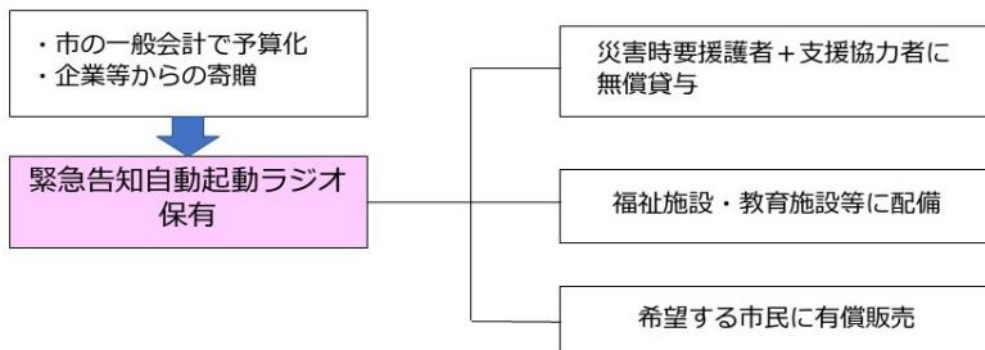 ・市の一般会計で予算化
・企業等からの寄贈
緊急告知自動起動ラジオ
保有
災害時要援護者＋支援協力者に
無償貸与
福祉施設・教育施設等に配備
希望する市民に有償販売